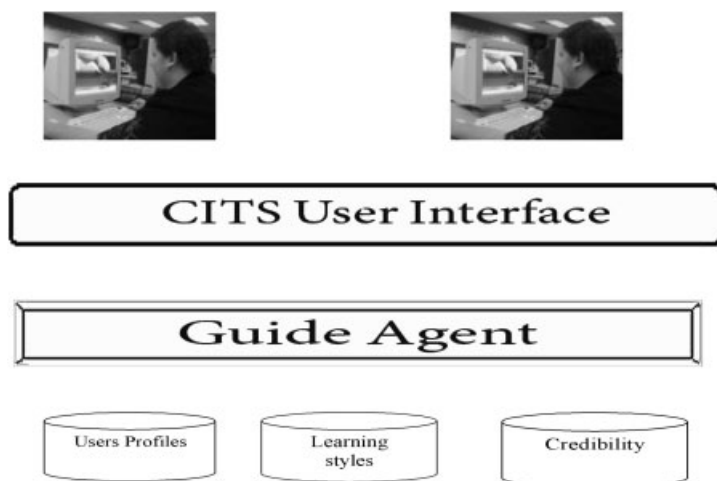 CITS User Interface
Guide Agent
Users Profiles
Learning
styles
Credibility